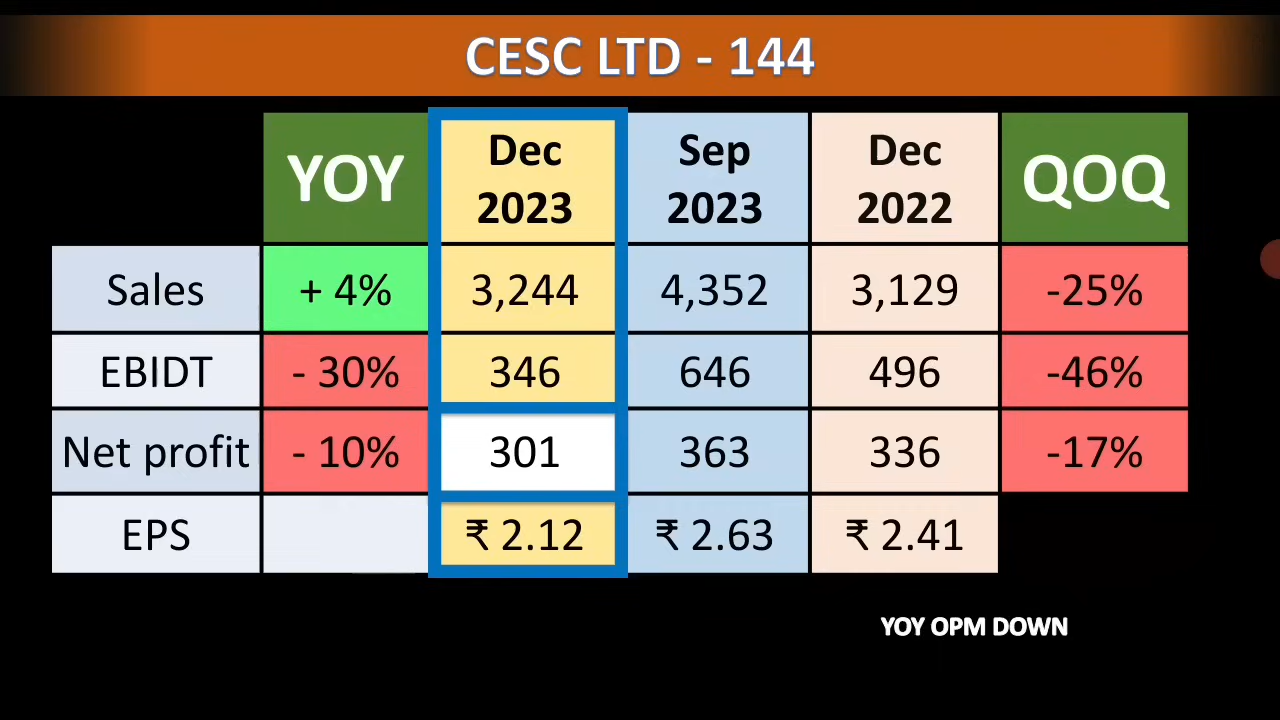 CESC LTD - 144
YOY Dec 2023 Sep 2023 Dec 2022 QOQ
Sales + 4% 3,244 4,352 3,129 -25%
EBIDT - 30% 346 646 496 -46%
Net profit - 10% 301 363 336 -17%
EPS ₹ 2.12 ₹ 2.63 ₹ 2.41
YOY OPM DOWN